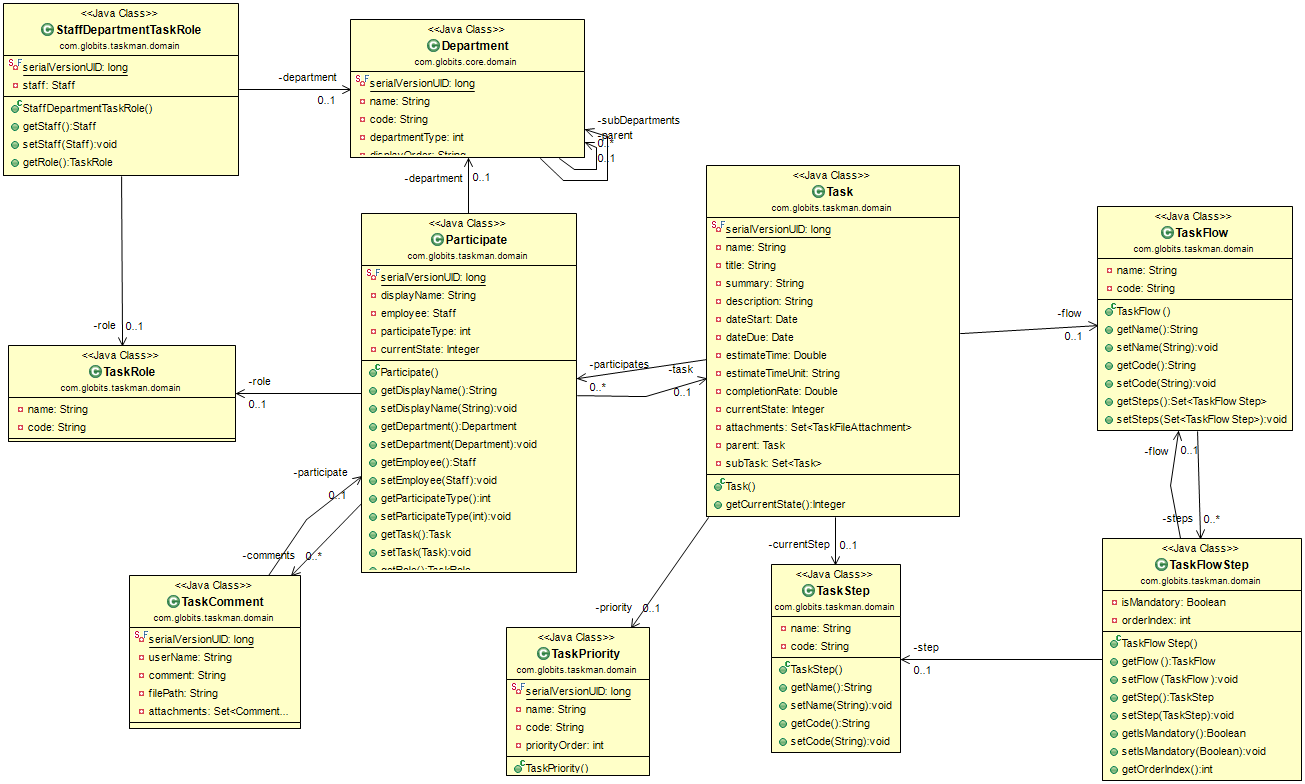 <<Java Class>>
StaffDepartmentTaskRole
com.globits.taskman.domain
serialVersionUID: long
staff: Staff
StaffDepartmentTaskRole()
getStaff():Staff
setStaff(Staff):void
getRole():TaskRole
-department
0..1
<<Java Class>>
Department
com.globits.core.domain
serialVersionUID: long
name: String
code: String
departmentType: int
displayOrder: String
-subDepartments
-parent
0..*
0..1
-department
0..1
-role
0..1
<<Java Class>>
TaskRole
com.globits.taskman.domain
name: String
code: String
-role
0..1
<<Java Class>>
Participate
com.globits.taskman.domain
serialVersionUID: long
displayName: String
employee: Staff
participateType: int
currentState: Integer
Participate()
getDisplayName():String
setDisplayName(String):void
getDepartment():Department
setDepartment(Department):void
getEmployee():Staff
setEmployee(Staff):void
getParticipateType():int
setParticipateType(int):void
getTask():Task
setTask(Task):void
getRole():TaskRole
-participates
0..*
-task
0..1
<<Java Class>>
Task
com.globits.taskman.domain
serialVersionUID: long
name: String
title: String
summary: String
description: String
dateStart: Date
dateDue: Date
estimateTime: Double
estimateTimeUnit: String
completionRate: Double
currentState: Integer
attachments: Set<TaskFileAttachment>
parent: Task
subTask: Set<Task>
Task()
getCurrentState():Integer
-flow
0..1
<<Java Class>>
TaskFlow
com.globits.taskman.domain
name: String
code: String
TaskFlow()
getName():String
setName(String):void
getCode():String
setCode(String):void
getSteps():Set<TaskFlowStep>
setSteps(Set<TaskFlowStep>):void
-flow
0..1
-steps
0..*
-participate
0..1
-comments
0..*
<<Java Class>>
TaskComment
com.globits.taskman.domain
serialVersionUID: long
userName: String
comment: String
filePath: String
attachments: Set<Comment...
-priority
0..1
<<Java Class>>
TaskPriority
com.globits.taskman.domain
serialVersionUID: long
name: String
code: String
priorityOrder: int
TaskPriority()
-currentStep
0..1
<<Java Class>>
TaskStep
com.globits.taskman.domain
name: String
code: String
TaskStep()
getName():String
setName(String):void
getCode():String
setCode(String):void
-step
0..1
<<Java Class>>
TaskFlowStep
com.globits.taskman.domain
isMandatory: Boolean
orderIndex: int
TaskFlowStep()
getFlow():TaskFlow
setFlow(TaskFlow):void
getStep():TaskStep
setStep(TaskStep):void
getIsMandatory():Boolean
setIsMandatory(Boolean):void
getOrderIndex():int